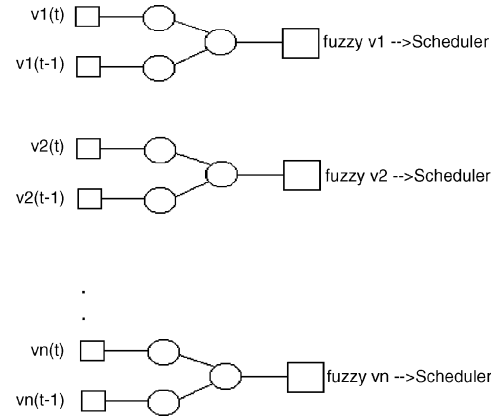 v1(t)
fuzzy v1 -->Scheduler
v1(t-1)
v2(t)
fuzzy v2 -->Scheduler
v2(t-1)
.
.
vn(t)
fuzzy vn -->Scheduler
vn(t-1)